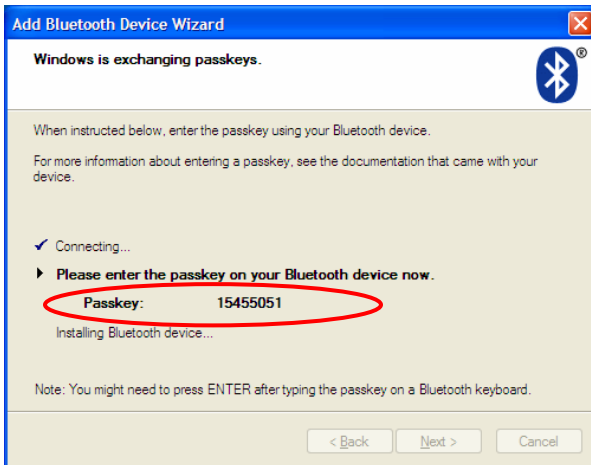 Add Bluetooth Device Wizard
Windows is exchanging passkeys.
®
When instructed below, enter the passkey using your Bluetooth device.
For more information about entering a passkey, see the documentation that came with your
device.
Connecting...
Please enter the passkey on your Bluetooth device now.
Passkey: 15455051
Installing Bluetooth device...
Note: You might need to press ENTER after typing the passkey on a Bluetooth keyboard.
< Back Next > Cancel